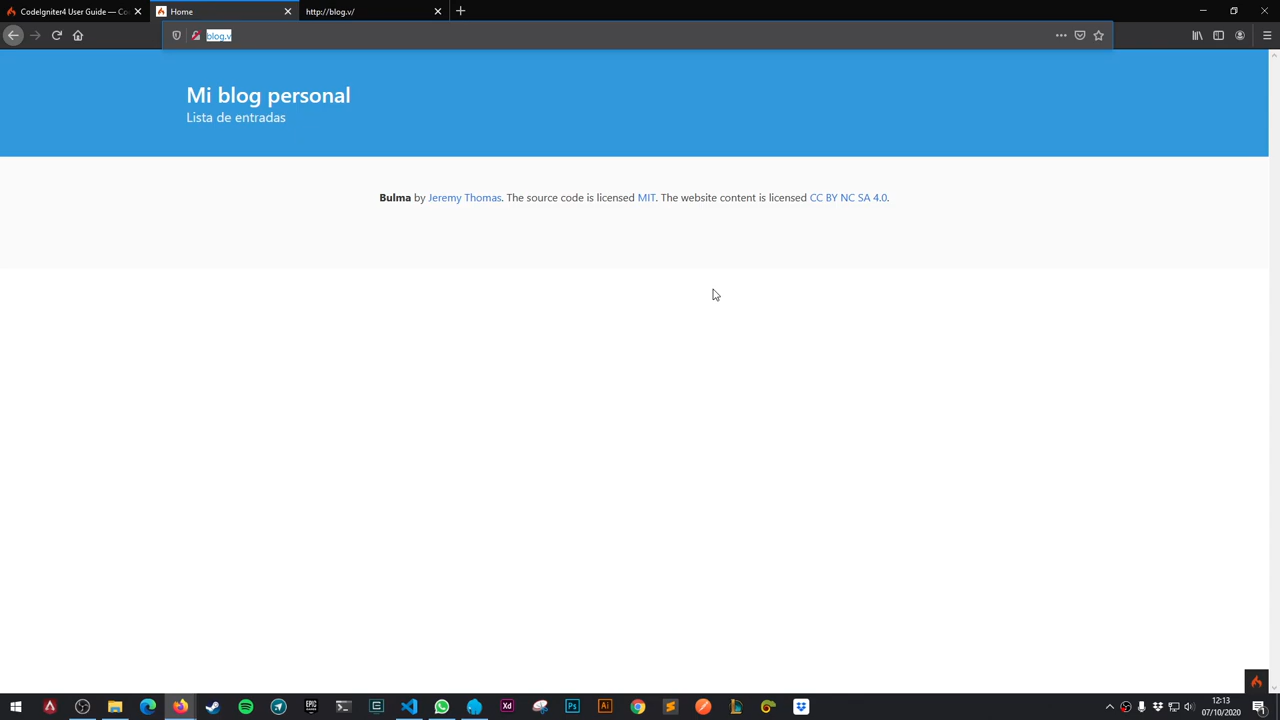 CodeIgniter4 User Guide — Co
Home
http://blog.v/
blog.v
Mi blog personal
Lista de entradas
Bulma by Jeremy Thomas. The source code is licensed MIT. The website content is licensed CC BY NC SA 4.0.
12:13
07/10/2020